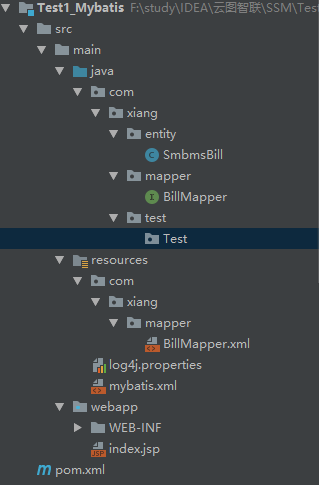 Test1_Mybatis F:\study\IDEA\云图智联\SSM\Tes
src
main
java
com
xiang
entity
SmbmsBill
mapper
BillMapper
test
Test
resources
com
xiang
mapper
BillMapper.xml
log4j.properties
mybatis.xml
webapp
WEB-INF
index.jsp
pom.xml